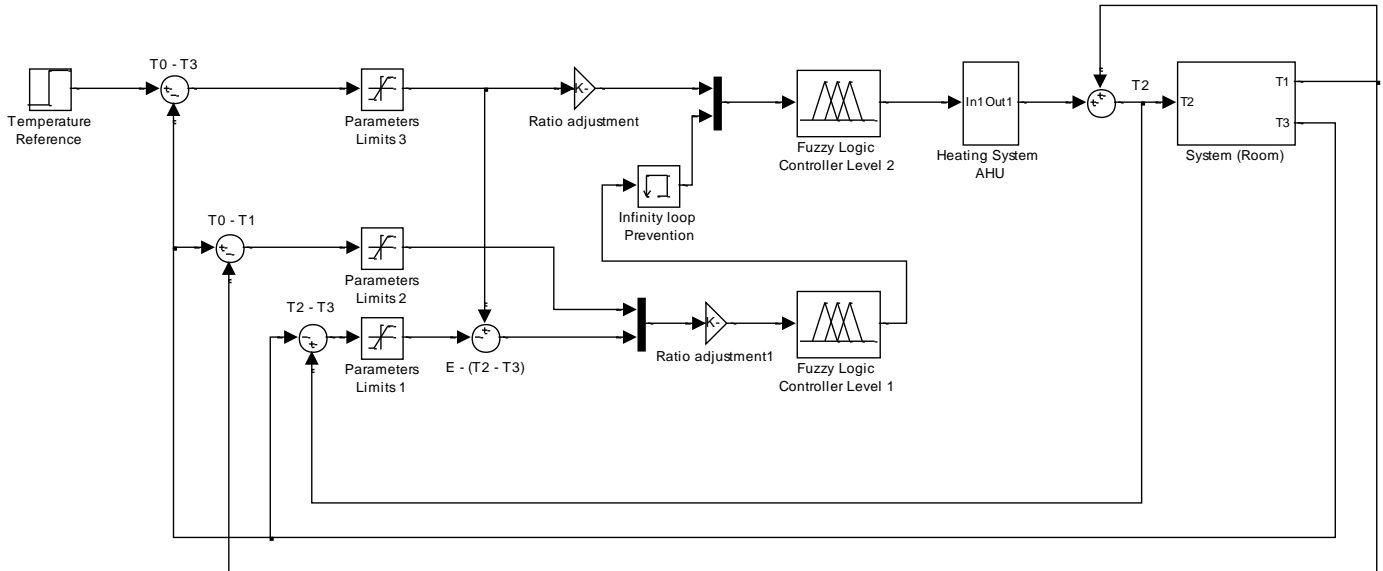 T0 - T3
Temperature
Reference
Parameters
Limits 3
K-
Ratio adjustment
Fuzzy Logic
Controller Level 2
In1 Out1
Heating System
AHU
T2
T2
T1
T3
System (Room)
Infinity loop
Prevention
T0 - T1
Parameters
Limits 2
T2 - T3
Parameters
Limits 1
E - (T2 - T3)
K-
Ratio adjustment1
Fuzzy Logic
Controller Level 1